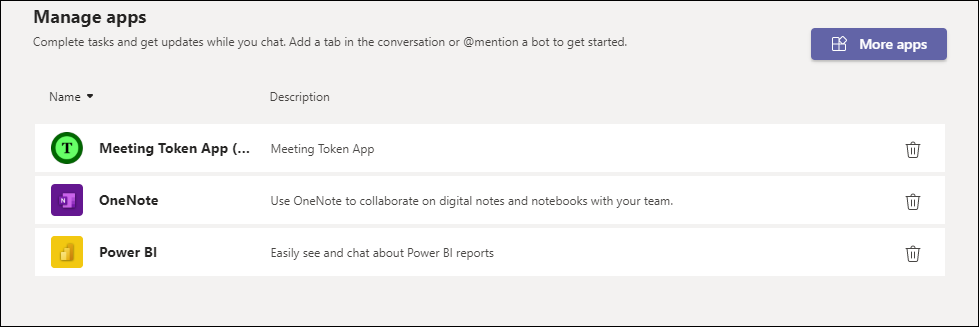 Manage apps
Complete tasks and get updates while you chat. Add a tab in the conversation or @mention a bot to get started.
More apps
Name Description
T Meeting Token App (... Meeting Token App
N OneNote Use OneNote to collaborate on digital notes and notebooks with your team.
Power BI Easily see and chat about Power BI reports